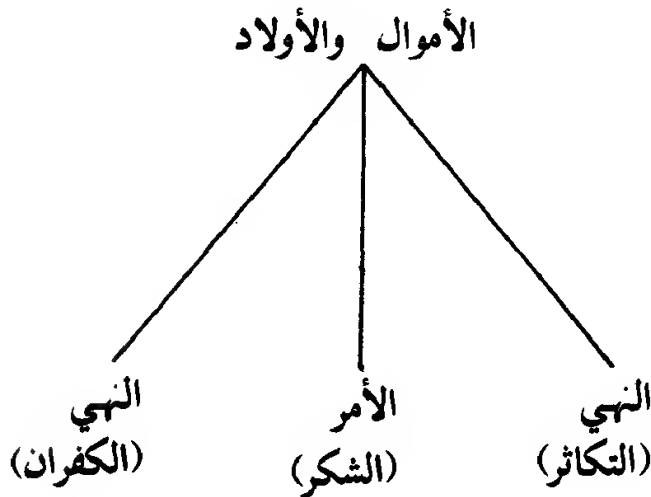 الأموال والأولاد
النهي الأمر النهي
(التكاثر) (الشكر) (الكفران)